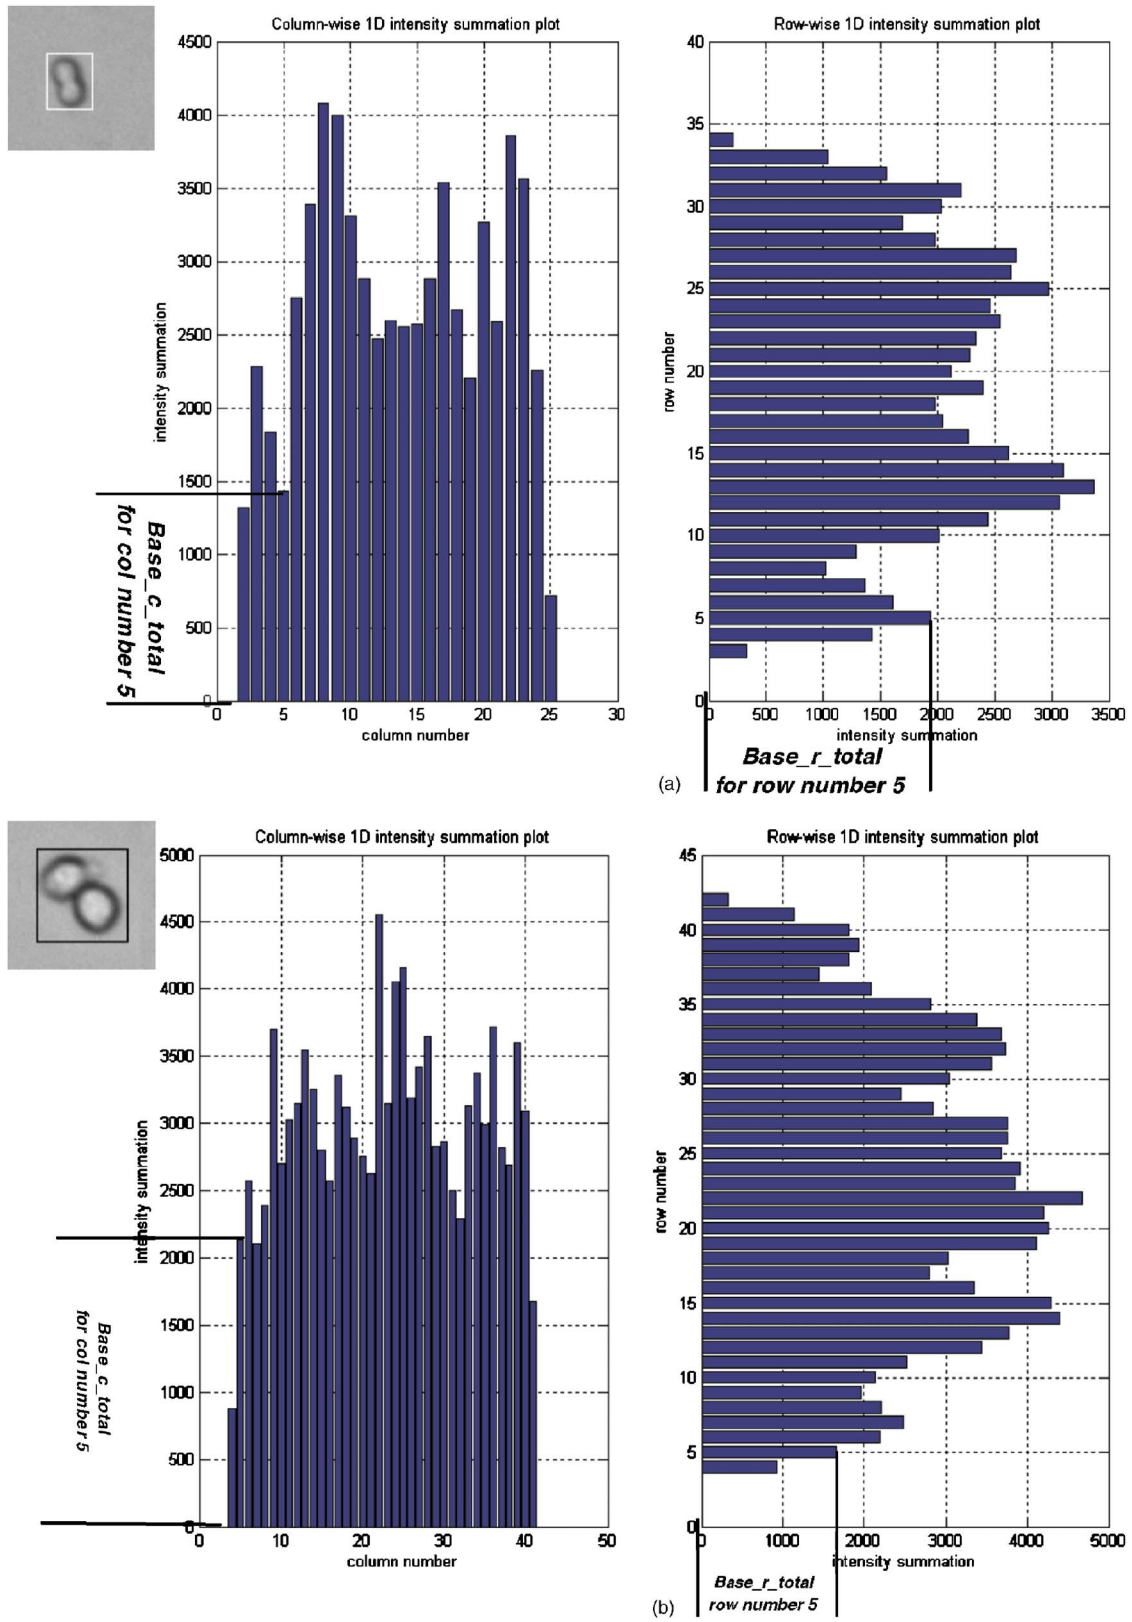 Column-wise 1D intensity summation plot
4500
4000
3500
3000
2500
2000
1500
1000
500
0
intensity summation
0 5 10 15 20 25 30
column number
Base_c_total
for col number 5
Row-wise 1D intensity summation plot
40
35
30
25
20
15
10
5
0
row number
0 500 1000 1500 2000 2500 3000 3500
intensity summation
Base_r_total
for row number 5
(a)
Column-wise 1D intensity summation plot
5000
4500
4000
3500
3000
2500
2000
1500
1000
500
0
intensity summation
0 10 20 30 40 50
column number
Base_c_total
for col number 5
Row-wise 1D intensity summation plot
45
40
35
30
25
20
15
10
5
0
row number
0 1000 2000 3000 4000 5000
intensity summation
Base_r_total
row number 5
(b)